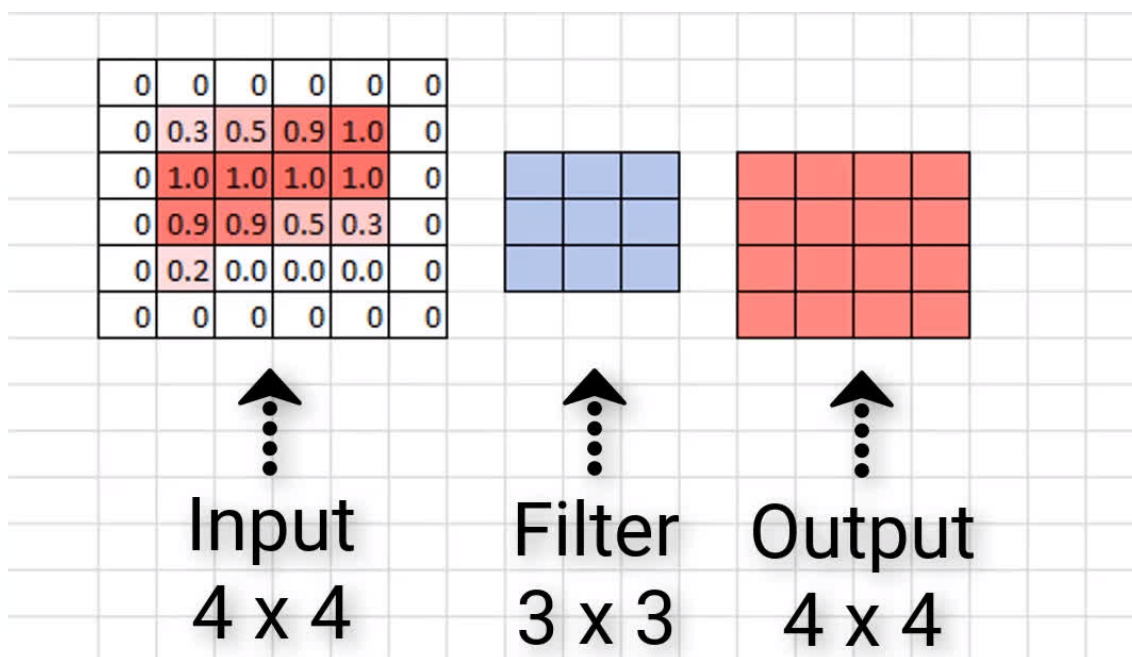 0 0 0 0 0 0
0 0.3 0.5 0.9 1.0 0
0 1.0 1.0 1.0 1.0 0
0 0.9 0.9 0.5 0.3 0
0 0.2 0.0 0.0 0.0 0
0 0 0 0 0 0
Input Filter Output
4 x 4 3 x 3 4 x 4